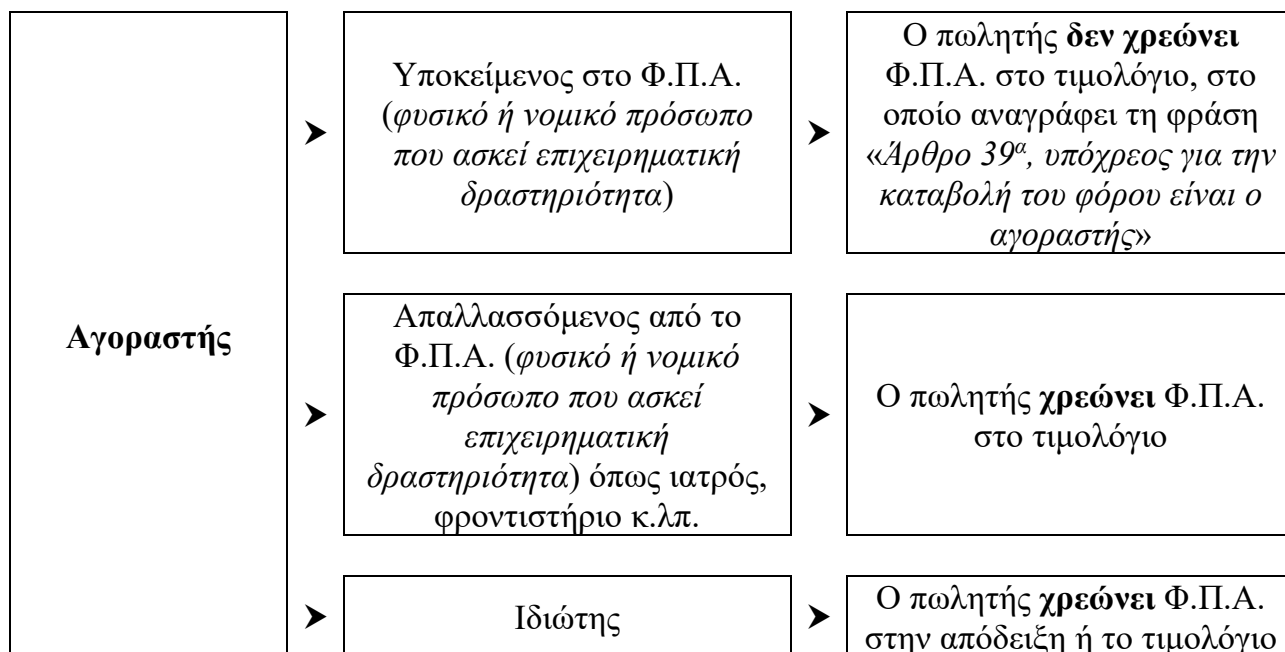 Αγοραστής
Υποκείμενος στο Φ.Π.Α.
(φυσικό ή νομικό πρόσωπο
που ασκεί επιχειρηματική
δραστηριότητα)
Ο πωλητής δεν χρεώνει
Φ.Π.Α. στο τιμολόγιο, στο
οποίο αναγράφει τη φράση
«Άρθρο 39α, υπόχρεος για την
καταβολή του φόρου είναι ο
αγοραστής»
Απαλλασσόμενος από το
Φ.Π.Α. (φυσικό ή νομικό
πρόσωπο που ασκεί
επιχειρηματική
δραστηριότητα) όπως ιατρός,
φροντιστήριο κ.λπ.
Ο πωλητής χρεώνει Φ.Π.Α.
στο τιμολόγιο
Ιδιώτης
Ο πωλητής χρεώνει Φ.Π.Α.
στην απόδειξη ή το τιμολόγιο